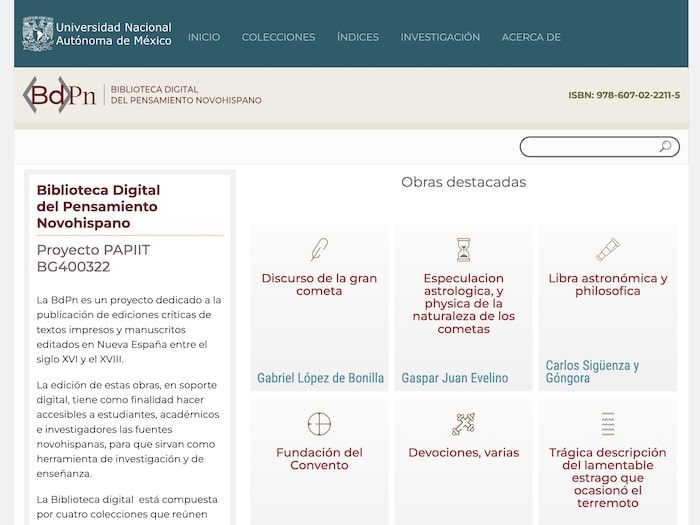 Universidad Nacional
Autónoma de México
INICIO COLECCIONES ÍNDICES INVESTIGACIÓN ACERCA DE
BdPn
BIBLIOTECA DIGITAL
DEL PENSAMIENTO NOVOHISPANO
ISBN: 978-607-02-2211-5
Biblioteca Digital
del Pensamiento
Novohispano
Proyecto PAPIIT
BG400322
La BdPn es un proyecto dedicado a la
publicación de ediciones críticas de
textos impresos y manuscritos
editados en Nueva España entre el
siglo XVI y el XVIII.
La edición de estas obras, en soporte
digital, tiene como finalidad hacer
accesibles a estudiantes, académicos
e investigadores las fuentes
novohispanas, para que sirvan como
herramienta de investigación y de
enseñanza.
La Biblioteca digital está compuesta
por cuatro colecciones que reúnen
Obras destacadas
Discurso de la gran
cometa
Gabriel López de Bonilla
Especulacion
astrologica, y
physica de la
naturaleza de los
cometas
Gaspar Juan Evelino
Libra astronómica y
philosofica
Carlos Sigüenza y
Góngora
Fundación del
Convento
Devociones, varias
Trágica descripción
del lamentable
estrago que
ocasionó el
terremoto